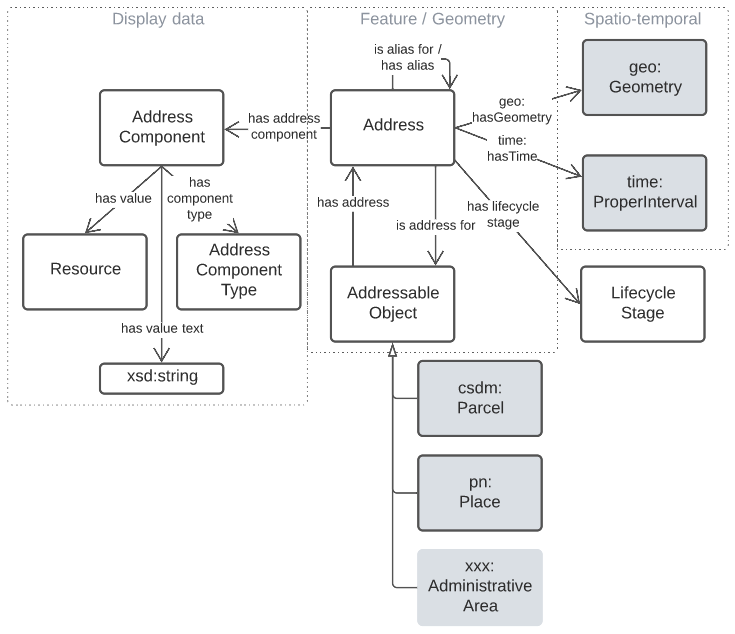 Display data
Feature / Geometry
Spatio-temporal
is alias for /
has alias
geo:
Geometry
Address
Component
has address
component
Address
geo:
hasGeometry
time:
hasTime
time:
ProperInterval
has value
has
component
type
has address
is address for
has lifecycle
stage
Resource
Address
Component
Type
Addressable
Object
Lifecycle
Stage
has value text
xsd:string
csdm:
Parcel
pn:
Place
xxx:
Administrative
Area